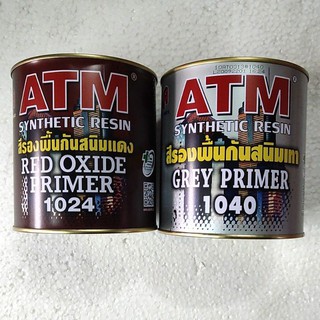 ATM®
SYNTHETIC RESIN
สีรองพื้นกันสนิมแดง
RED OXIDE
PRIMER
1024
ATM®
SYNTHETIC RESIN
สีรองพื้นกันสนิมเทา
GREY PRIMER
1040